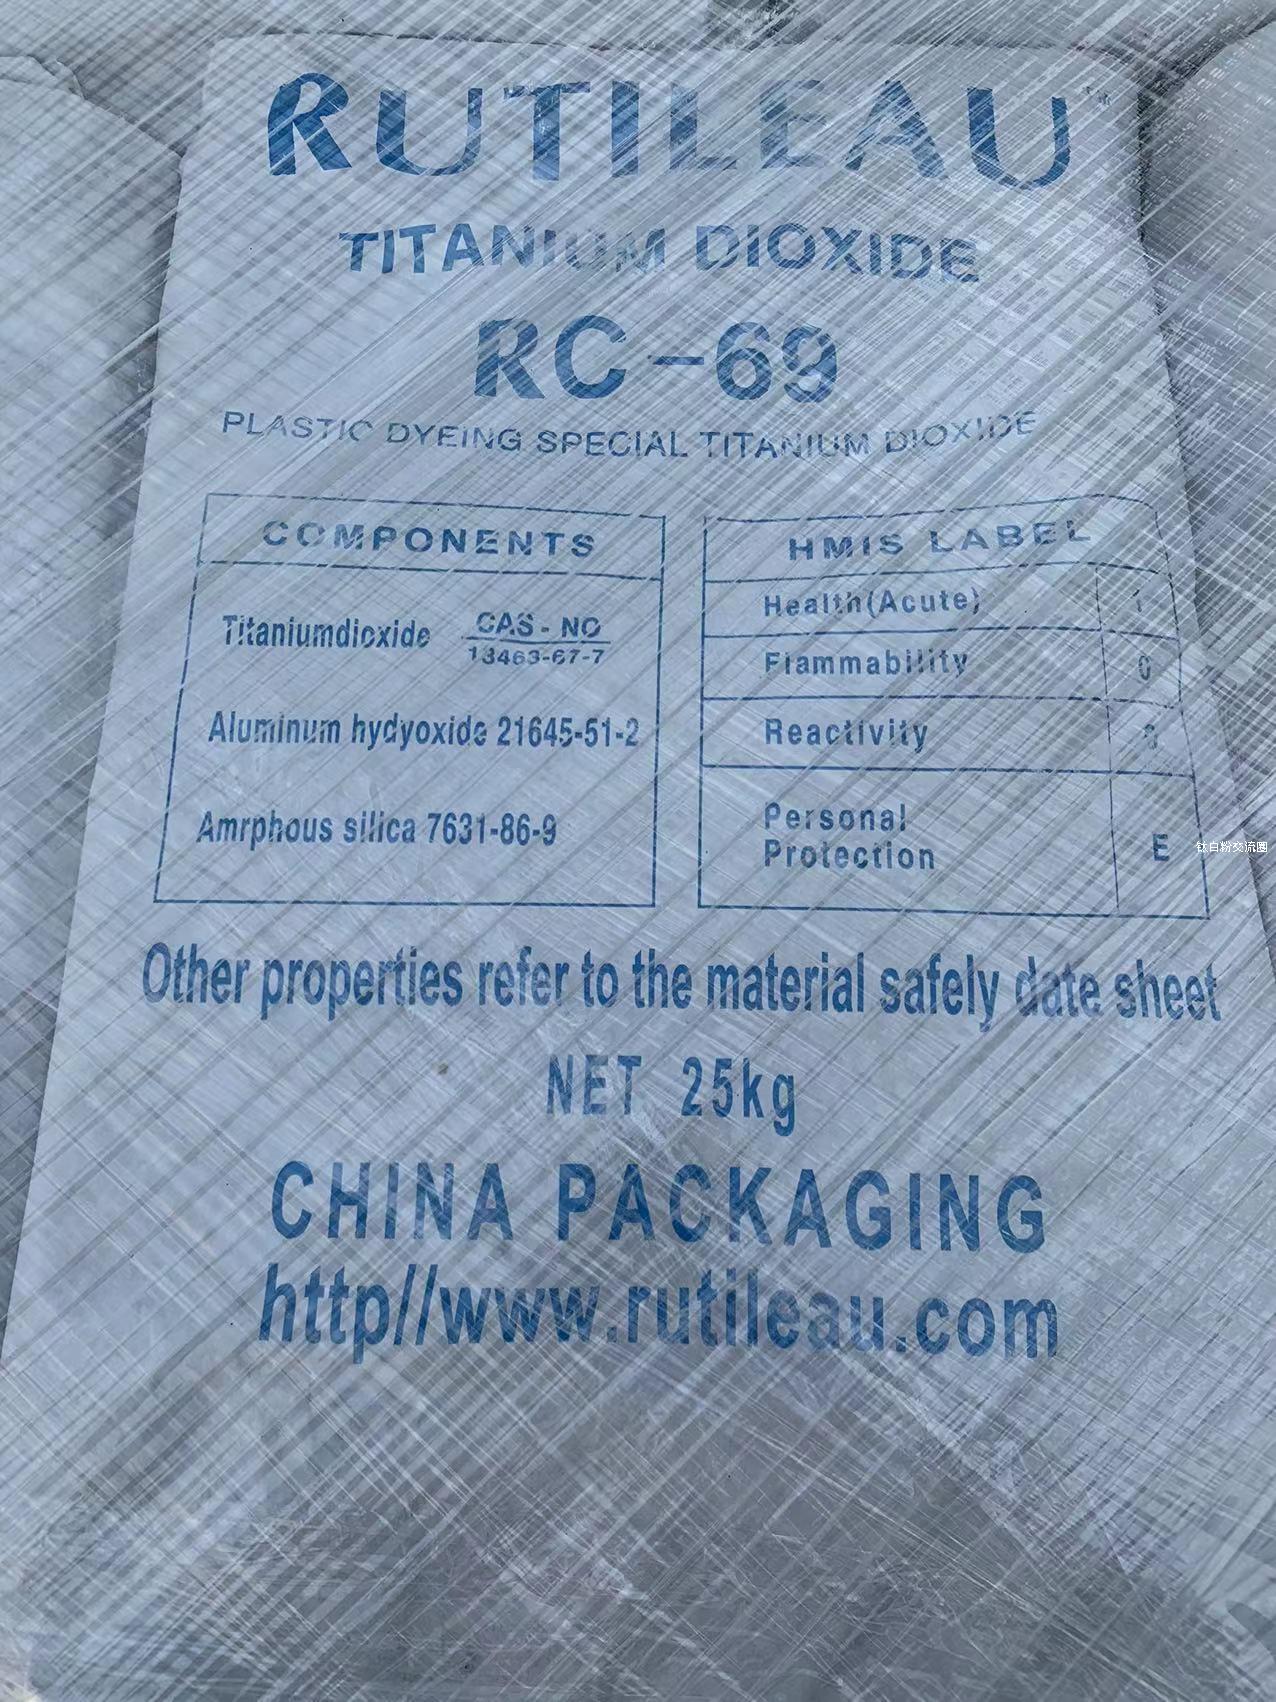 RUTILEAU™
TITANIUM DIOXIDE
RC-69
PLASTIC DYEING SPECIAL TITANIUM DIOXIDE
COMPONENTS
Titaniumdioxide CAS-NO
13463-67-7
Aluminum hydyoxide 21645-51-2
Amrphous silica 7631-86-9
HMIS LABEL
Health(Acute) 1
Flammability 0
Reactivity
Personal
Protection E
钛白粉交流圈
Other properties refer to the material safely date sheet
NET 25kg
CHINA PACKAGING
http//www.rutileau.com